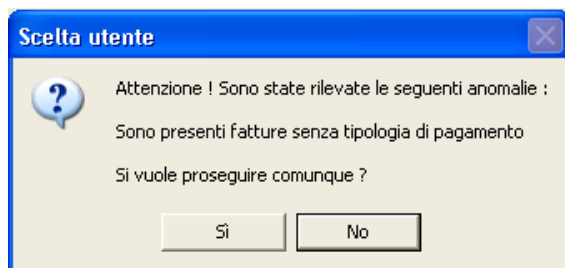 Scelta utente
Attenzione ! Sono state rilevate le seguenti anomalie :
Sono presenti fatture senza tipologia di pagamento
Si vuole proseguire comunque ?
Sì
No